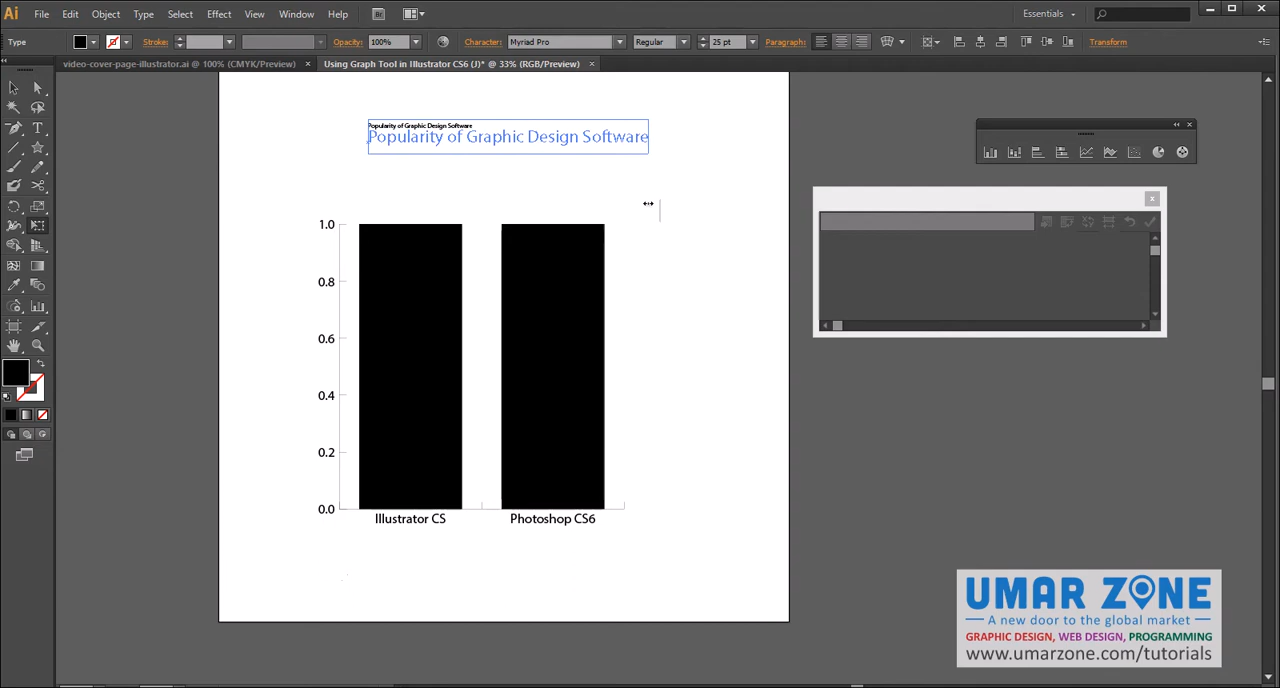 Ai File Edit Object Type Select Effect View Window Help Br Essentials
Type Stroke: Opacity: 100% Character: Myriad Pro Regular 25 pt Paragraph: Transform
video-cover-page-illustrator.ai @ 100% (CMYK/Preview) × Using Graph Tool in Illustrator CS6 (J)* @ 33% (RGB/Preview) ×
Popularity of Graphic Design Software
Popularity of Graphic Design Software
1.0
0.8
0.6
0.4
0.2
0.0
Illustrator CS Photoshop CS6
UMAR ZONE
A new door to the global market
GRAPHIC DESIGN, WEB DESIGN, PROGRAMMING
www.umarzone.com/tutorials